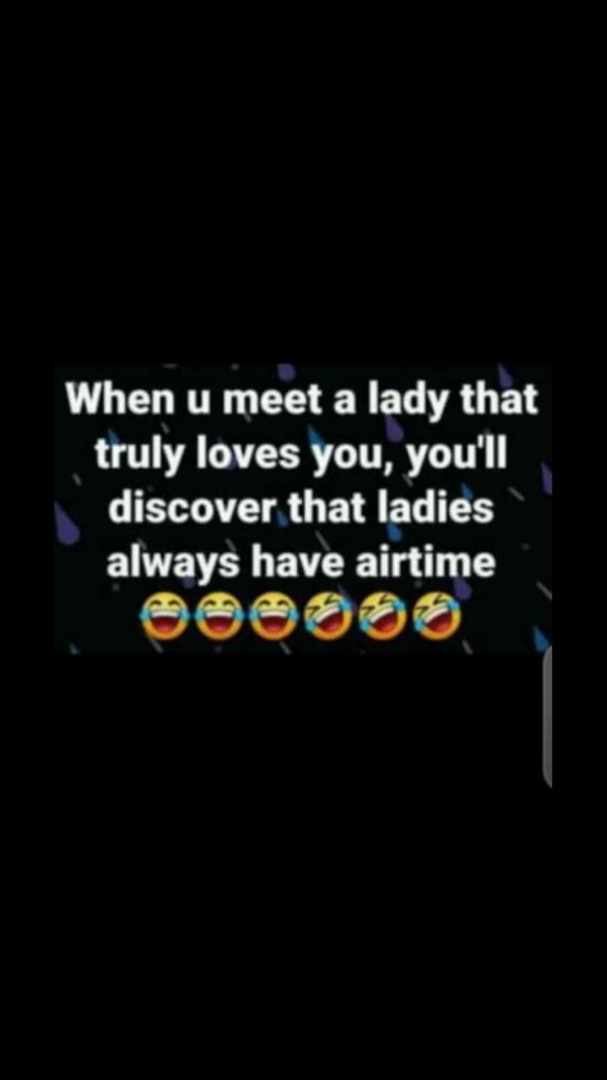 When u meet a lady that
truly loves you, you'll
discover that ladies
always have airtime
😂😂😂🤣🤣🤣